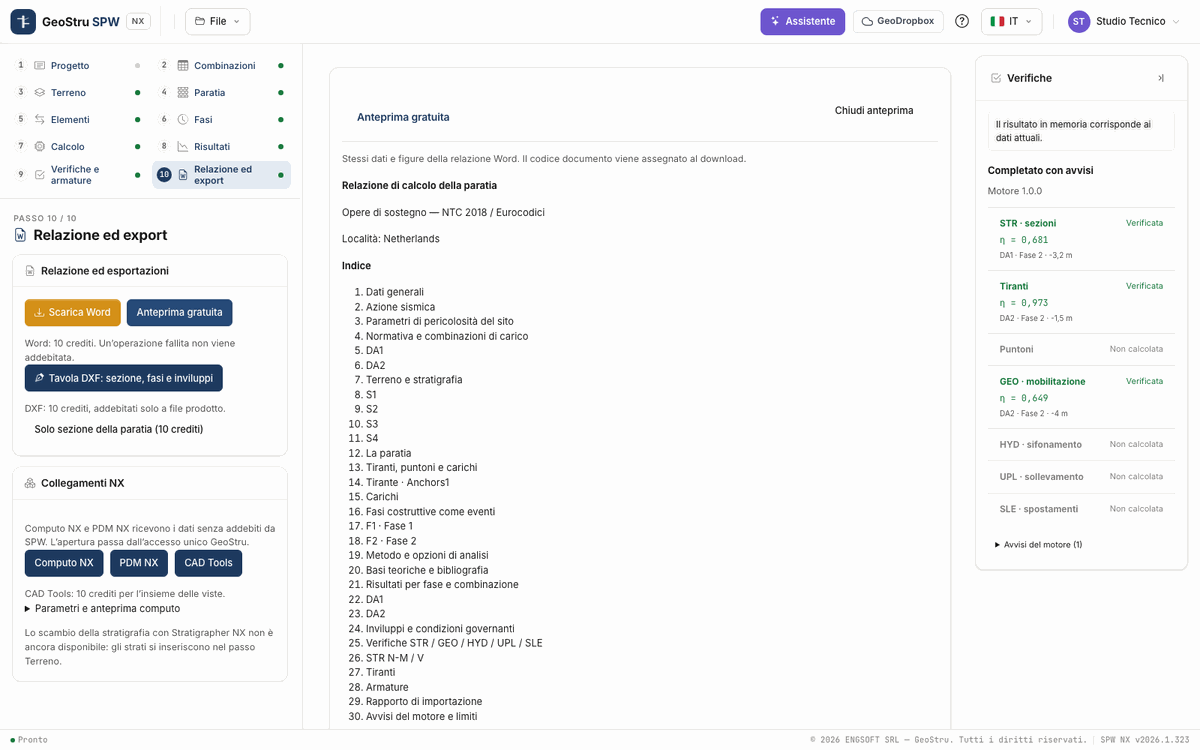 GeoStru SPW NX
File
Assistente
GeoDropbox
IT
ST Studio Tecnico
1 Progetto
2 Combinazioni
3 Terreno
4 Paratia
5 Elementi
6 Fasi
7 Calcolo
8 Risultati
9 Verifiche e armature
10 Relazione ed export
PASSO 10 / 10
Relazione ed export
Relazione ed esportazioni
Scarica Word
Anteprima gratuita
Word: 10 crediti. Un'operazione fallita non viene
addebitata.
Tavola DXF: sezione, fasi e inviluppi
DXF: 10 crediti, addebitati solo a file prodotto.
Solo sezione della paratia (10 crediti)
Collegamenti NX
Computo NX e PDM NX ricevono i dati senza addebiti da
SPW. L'apertura passa dall'accesso unico GeoStru.
Computo NX
PDM NX
CAD Tools
CAD Tools: 10 crediti per l'insieme delle viste.
Parametri e anteprima computo
Lo scambio della stratigrafia con Stratigrapher NX non è
ancora disponibile: gli strati si inseriscono nel passo
Terreno.
Anteprima gratuita
Chiudi anteprima
Stessi dati e figure della relazione Word. Il codice documento viene assegnato al download.
Relazione di calcolo della paratia
Opere di sostegno — NTC 2018 / Eurocodici
Località: Netherlands
Indice
1. Dati generali
2. Azione sismica
3. Parametri di pericolosità del sito
4. Normativa e combinazioni di carico
5. DA1
6. DA2
7. Terreno e stratigrafia
8. S1
9. S2
10. S3
11. S4
12. La paratia
13. Tiranti, puntoni e carichi
14. Tirante · Anchors1
15. Carichi
16. Fasi costruttive come eventi
17. F1 · Fase 1
18. F2 · Fase 2
19. Metodo e opzioni di analisi
20. Basi teoriche e bibliografia
21. Risultati per fase e combinazione
22. DA1
23. DA2
24. Inviluppi e condizioni governanti
25. Verifiche STR / GEO / HYD / UPL / SLE
26. STR N-M / V
27. Tiranti
28. Armature
29. Rapporto di importazione
30. Avvisi del motore e limiti
Verifiche
Il risultato in memoria corrisponde ai
dati attuali.
Completato con avvisi
Motore 1.0.0
STR · sezioni Verificata
η = 0,681
DA1 · Fase 2 · -3,2 m
Tiranti Verificata
η = 0,973
DA2 · Fase 2 · -1,5 m
Puntoni Non calcolata
GEO · mobilitazione Verificata
η = 0,649
DA2 · Fase 2 · -4 m
HYD · sifonamento Non calcolata
UPL · sollevamento Non calcolata
SLE · spostamenti Non calcolata
Avvisi del motore (1)
Pronto
© 2026 ENGSOFT SRL — GeoStru. Tutti i diritti riservati. SPW NX v2026.1.323